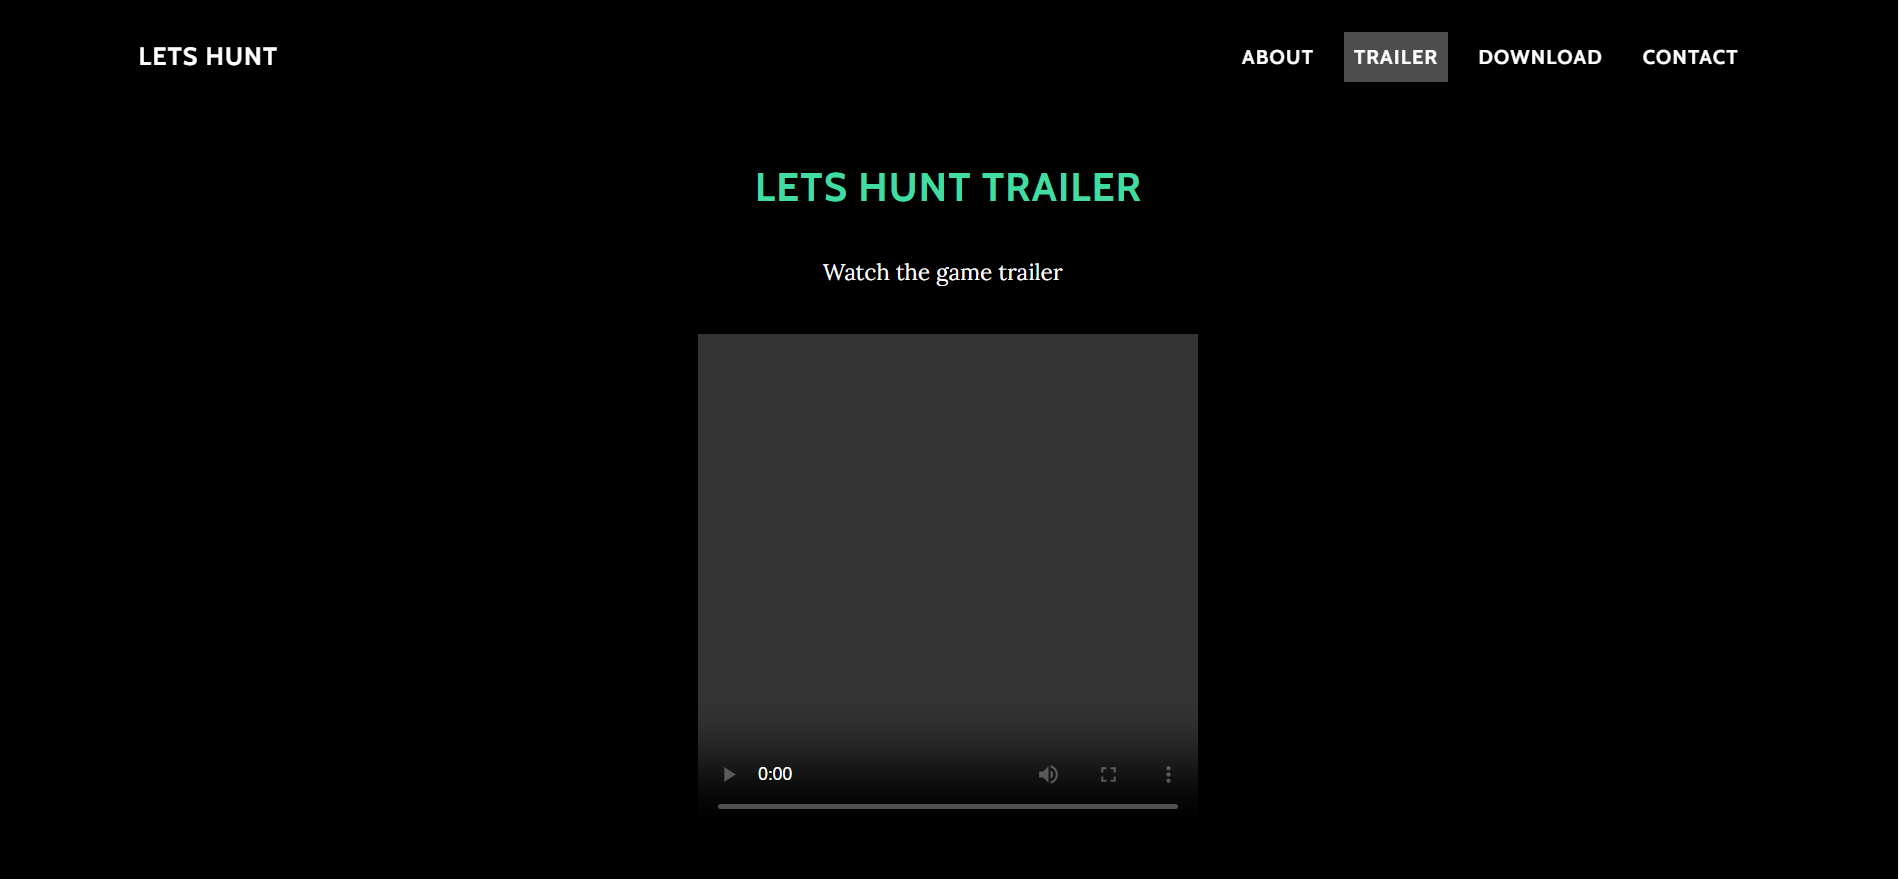 LETS HUNT
ABOUT TRAILER DOWNLOAD CONTACT
LETS HUNT TRAILER
Watch the game trailer
0:00